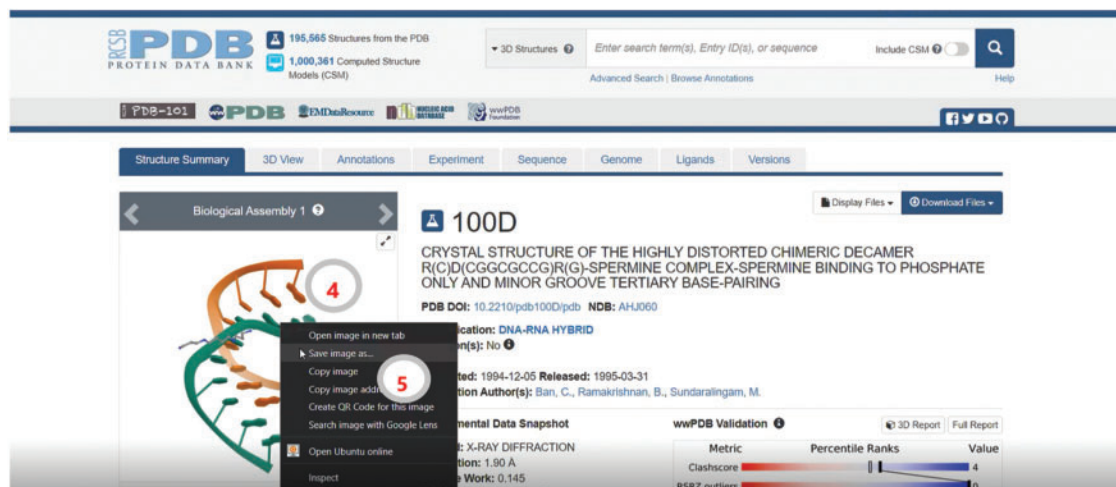 RCSB
PDB
PROTEIN DATA BANK
195,565 Structures from the PDB
1,000,361 Computed Structure
Models (CSM)
3D Structures
Enter search term(s), Entry ID(s), or sequence
Include CSM
Advanced Search | Browse Annotations
Help
PDB-101
PDB
EMDataResource
NUCLEIC ACID
DATABASE
wwPDB
Foundation
Structure Summary
3D View
Annotations
Experiment
Sequence
Genome
Ligands
Versions
Biological Assembly 1
Display Files
Download Files
100D
CRYSTAL STRUCTURE OF THE HIGHLY DISTORTED CHIMERIC DECAMER
R(C)D(CGGCGCCG)R(G)-SPERMINE COMPLEX-SPERMINE BINDING TO PHOSPHATE
ONLY AND MINOR GROOVE TERTIARY BASE-PAIRING
PDB DOI: 10.2210/pdb100D/pdb NDB: AHJ060
ication: DNA-RNA HYBRID
n(s): No
ted: 1994-12-05 Released: 1995-03-31
tion Author(s): Ban, C., Ramakrishnan, B., Sundaralingam, M.
4
Open image in new tab
Save image as...
Copy image
Copy image addr
5
Create QR Code for this image
Search image with Google Lens
Open Ubuntu online
Inspect
mental Data Snapshot
X-RAY DIFFRACTION
tion: 1.90 Å
Work: 0.145
wwPDB Validation
3D Report
Full Report
Metric
Percentile Ranks
Value
Clashscore
4
RSRZ outliers
0